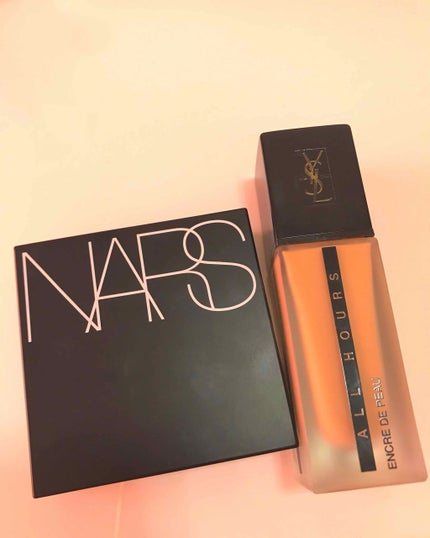 NARS
YSL
ALL HOURS
ENCRE DE PEAU